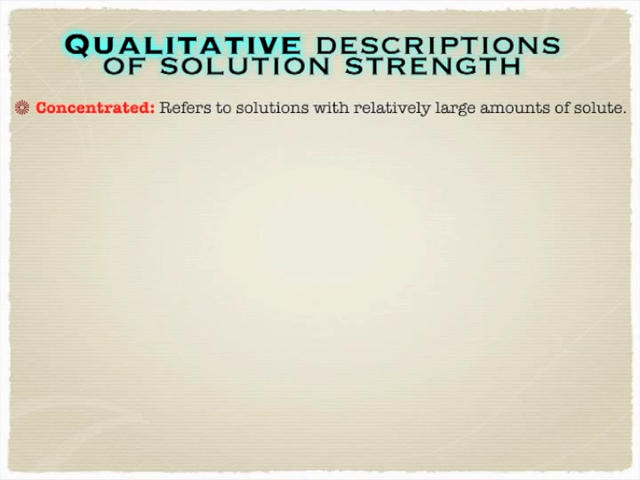 QUALITATIVE DESCRIPTIONS
OF SOLUTION STRENGTH
Concentrated: Refers to solutions with relatively large amounts of solute.